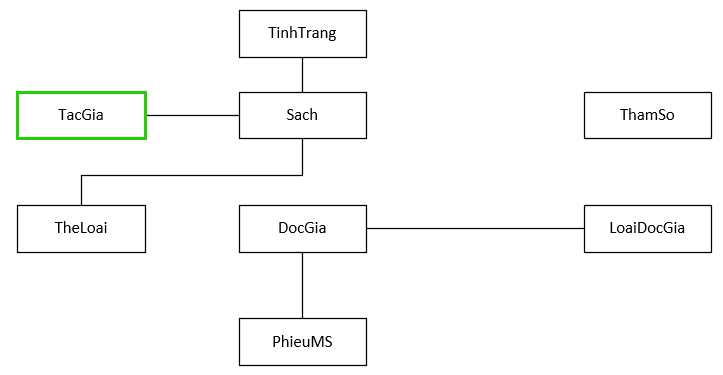 TinhTrang
TacGia
Sach
ThamSo
TheLoai
DocGia
LoaiDocGia
PhieuMS